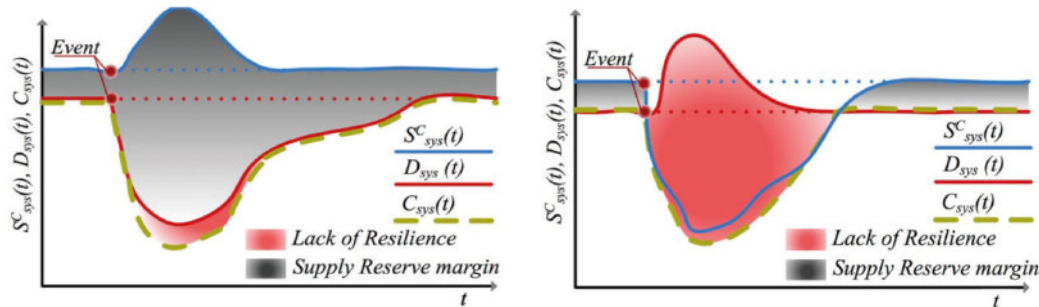 S^C_sys(t), D_sys(t), C_sys(t)
Event
S^C_sys(t)
D_sys (t)
C_sys(t)
Lack of Resilience
Supply Reserve margin
t
S^C_sys(t), D_sys(t), C_sys(t)
Event
S^C_sys(t)
D_sys (t)
C_sys(t)
Lack of Resilience
Supply Reserve margin
t